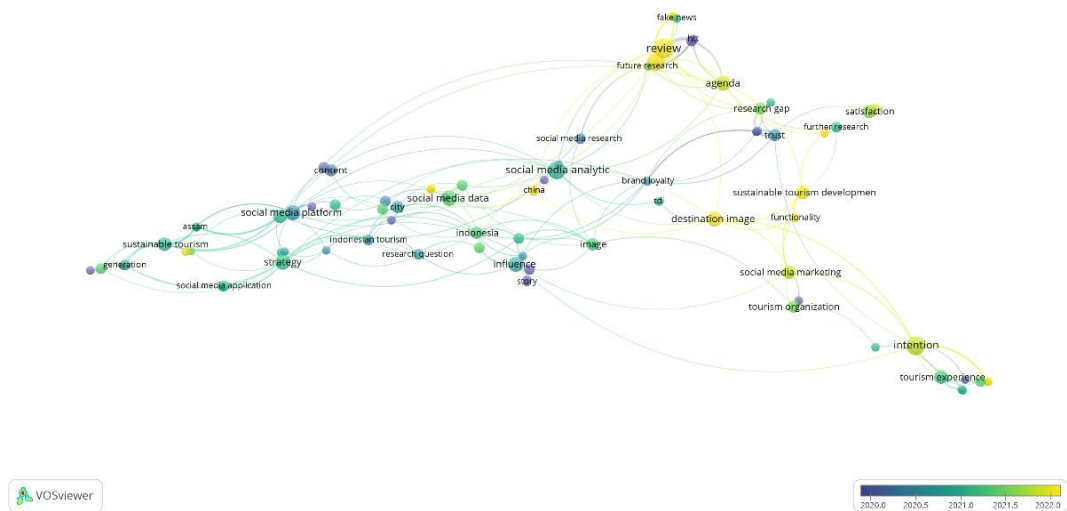 fake news
hci
review
future research
agenda
research gap
satisfaction
further research
trust
social media research
social media analytic
brand loyalty
content
china
sustainable tourism developmen
social media data
td
city
social media platform
destination image
functionality
assam
indonesia
indonesian tourism
image
sustainable tourism
research question
strategy
influence
generation
social media marketing
story
social media application
tourism organization
intention
tourism experience
VOSviewer
2020.0 2020.5 2021.0 2021.5 2022.0